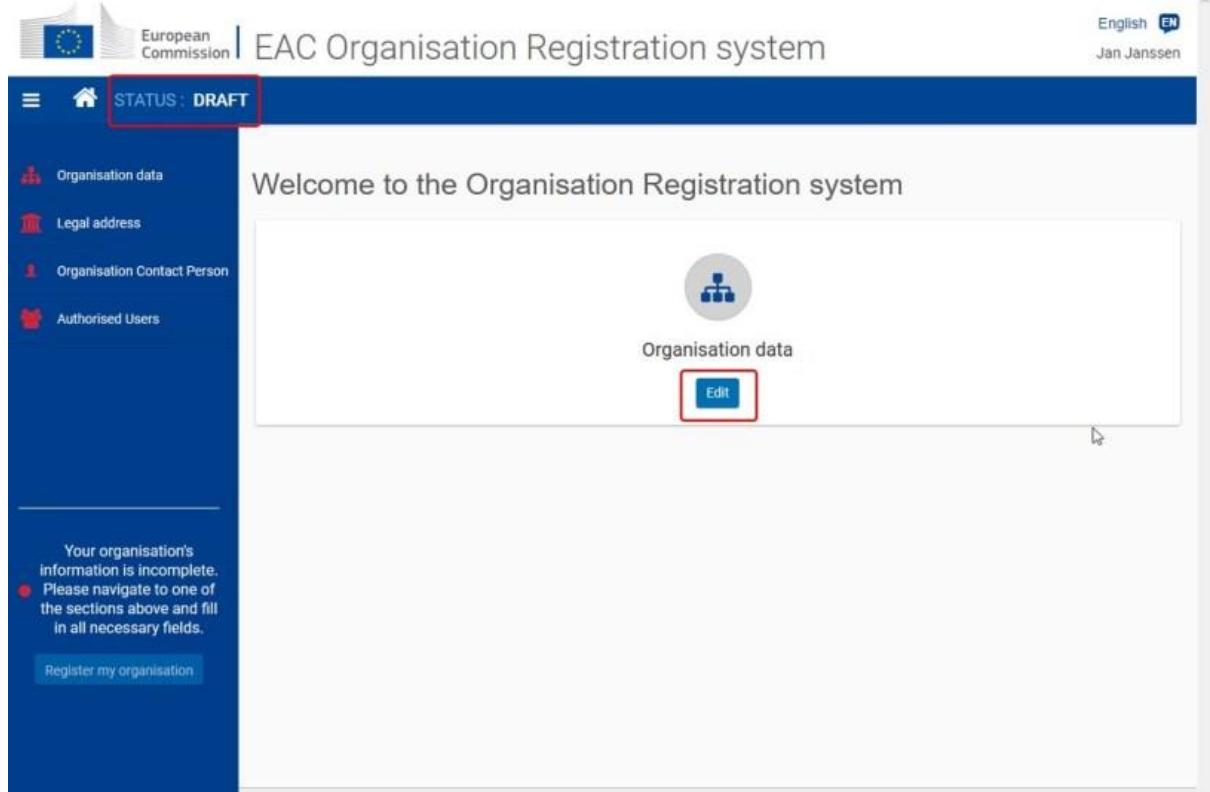 European
Commission
EAC Organisation Registration system
English EN
Jan Janssen
STATUS : DRAFT
Organisation data
Legal address
Organisation Contact Person
Authorised Users
Your organisation's
information is incomplete.
Please navigate to one of
the sections above and fill
in all necessary fields.
Register my organisation
Welcome to the Organisation Registration system
Organisation data
Edit